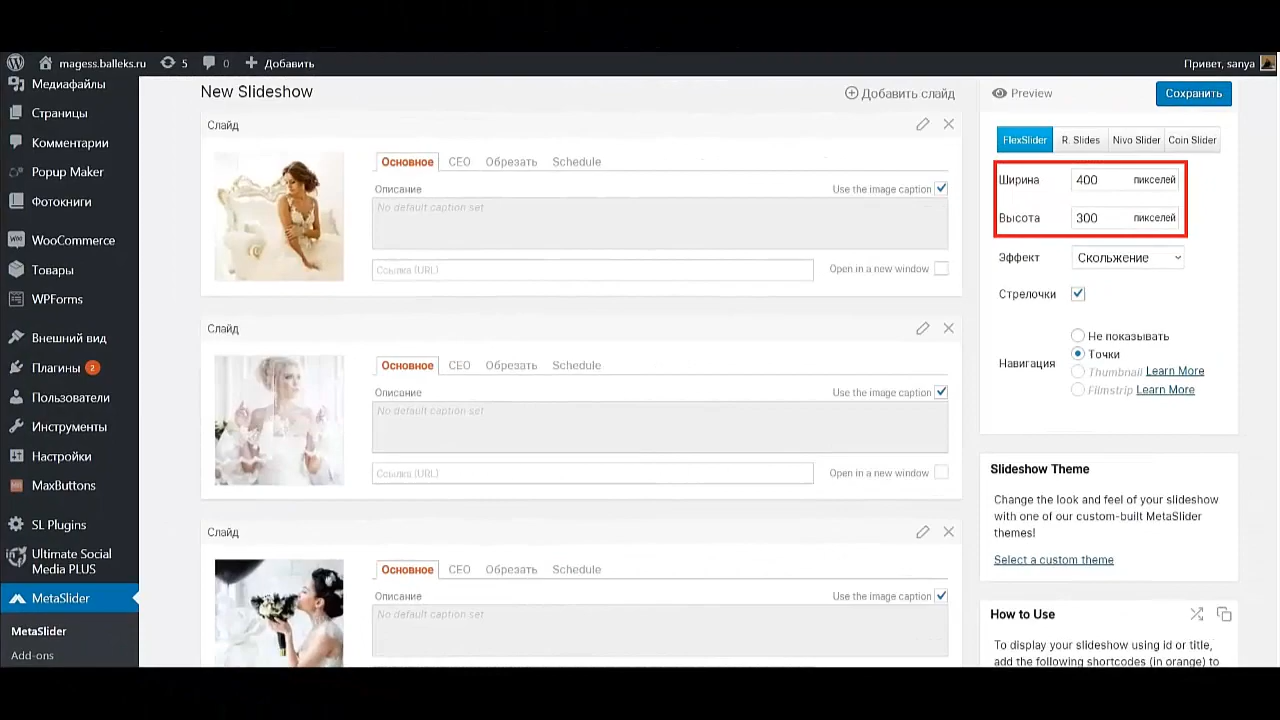 magess.balleks.ru 5 0 Добавить Привет, sanya
Медиафайлы
Страницы
Комментарии
Popup Maker
Фотокниги
WooCommerce
Товары
WPForms
Внешний вид
Плагины 2
Пользователи
Инструменты
Настройки
MaxButtons
SL Plugins
Ultimate Social
Media PLUS
MetaSlider
MetaSlider
Add-ons
New Slideshow Добавить слайд
Слайд
Основное СЕО Обрезать Schedule
Описание Use the image caption
No default caption set
Ссылка (URL) Open in a new window
Слайд
Основное СЕО Обрезать Schedule
Описание Use the image caption
No default caption set
Ссылка (URL) Open in a new window
Слайд
Основное СЕО Обрезать Schedule
Описание Use the image caption
No default caption set
Preview Сохранить
FlexSlider R. Slides Nivo Slider Coin Slider
Ширина 400 пикселей
Высота 300 пикселей
Эффект Скольжение
Стрелочки
Навигация
Не показывать
Точки
Thumbnail Learn More
Filmstrip Learn More
Slideshow Theme
Change the look and feel of your slideshow
with one of our custom-built MetaSlider
themes!
Select a custom theme
How to Use
To display your slideshow using id or title,
add the following shortcodes (in orange) to